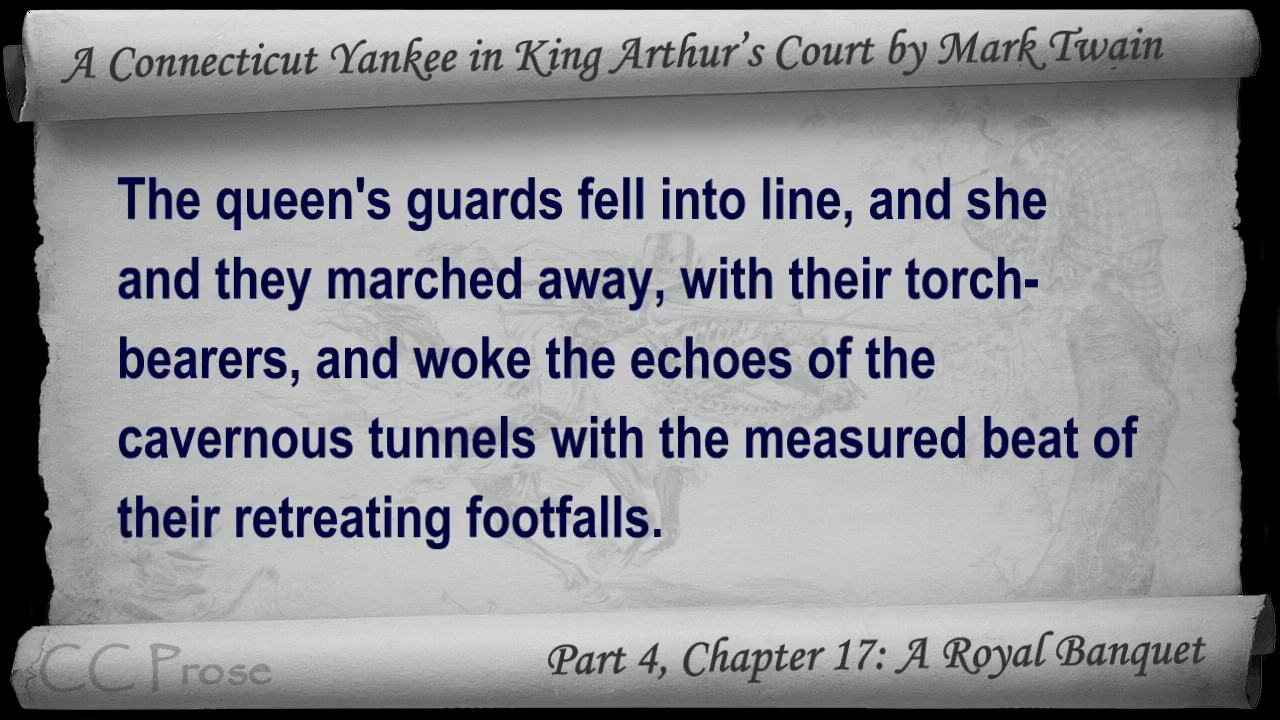 A Connecticut Yankee in King Arthur's Court by Mark Twain
The queen's guards fell into line, and she
and they marched away, with their torch-
bearers, and woke the echoes of the
cavernous tunnels with the measured beat of
their retreating footfalls.
CC Prose
Part 4, Chapter 17: A Royal Banquet